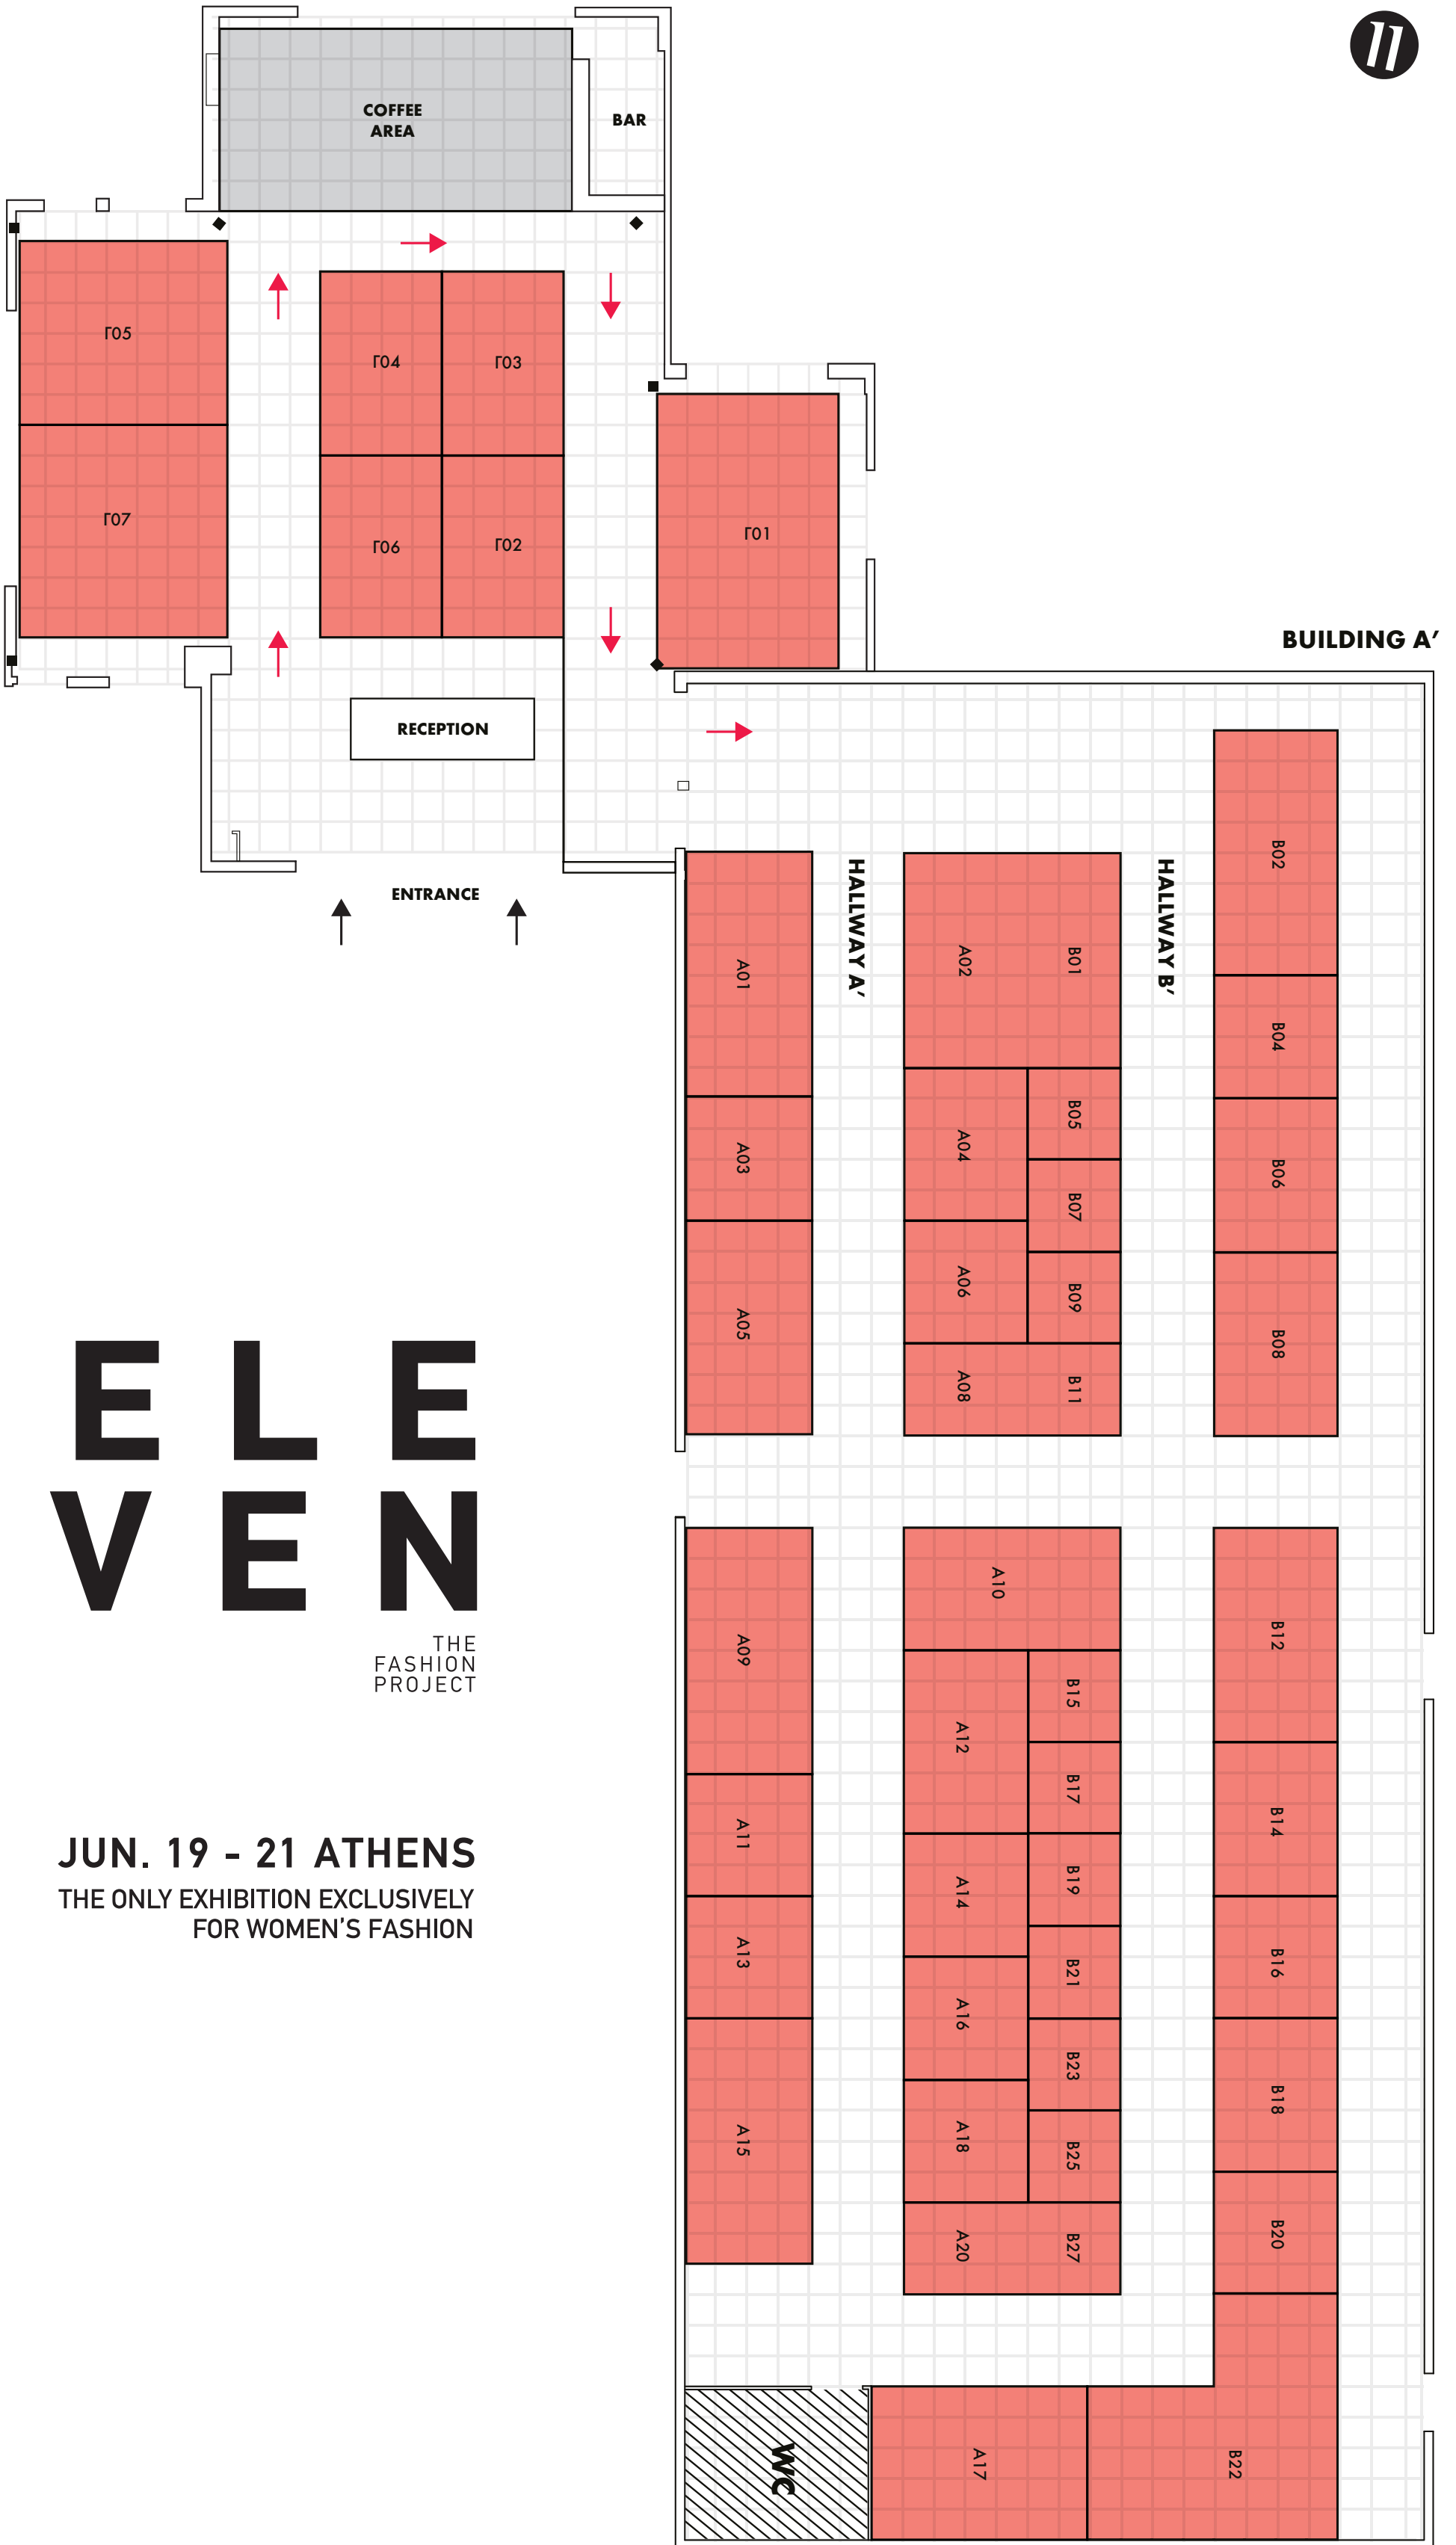 11
COFFEE
AREA
BAR
Γ05
Γ04
Γ03
Γ07
Γ06
Γ02
Γ01
BUILDING A'
RECEPTION
ENTRANCE
HALLWAY A'
HALLWAY B'
A01
A03
A05
A02
B01
A04
B05
B07
A06
B09
A08
B11
B02
B04
B06
B08
A09
A11
A13
A15
A10
A12
B15
B17
A14
B19
B21
A16
B23
A18
B25
A20
B27
B12
B14
B16
B18
B20
WC
A17
B22
ELE
VEN
THE
FASHION
PROJECT
JUN. 19 - 21 ATHENS
THE ONLY EXHIBITION EXCLUSIVELY
FOR WOMEN'S FASHION